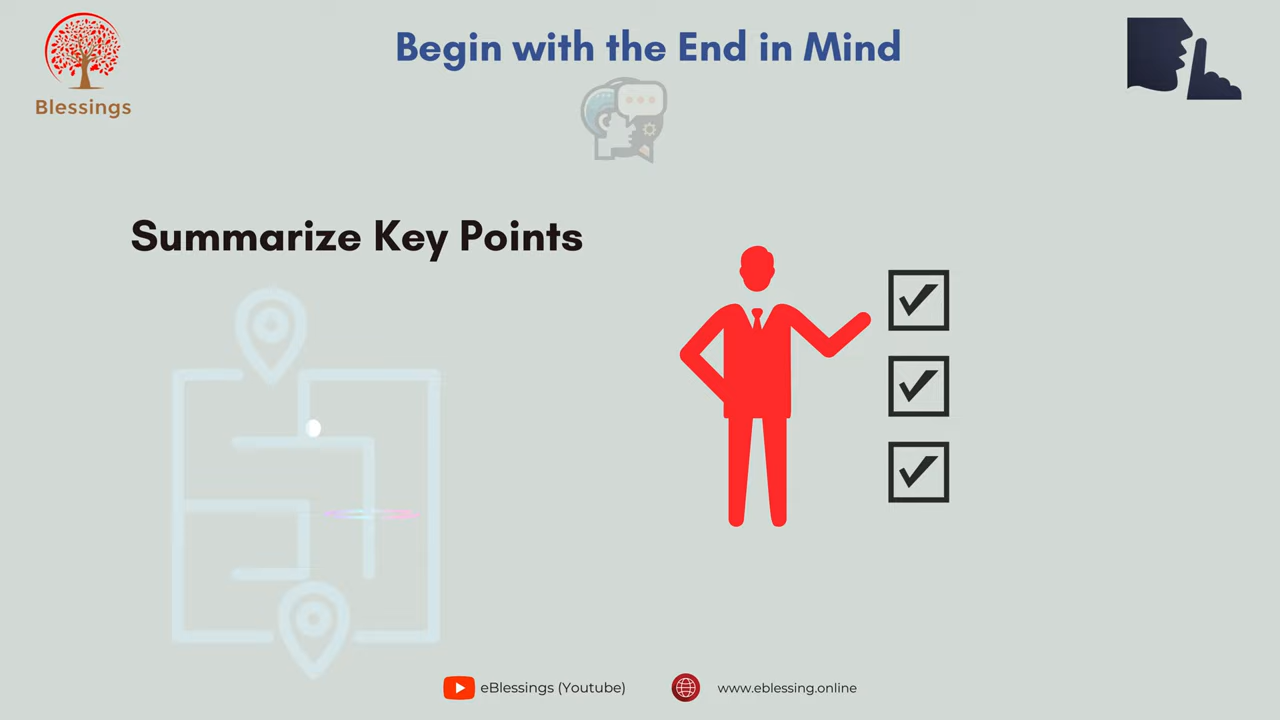 Begin with the End in Mind
Blessings
Summarize Key Points
eBlessings (Youtube)
www.eblessing.online